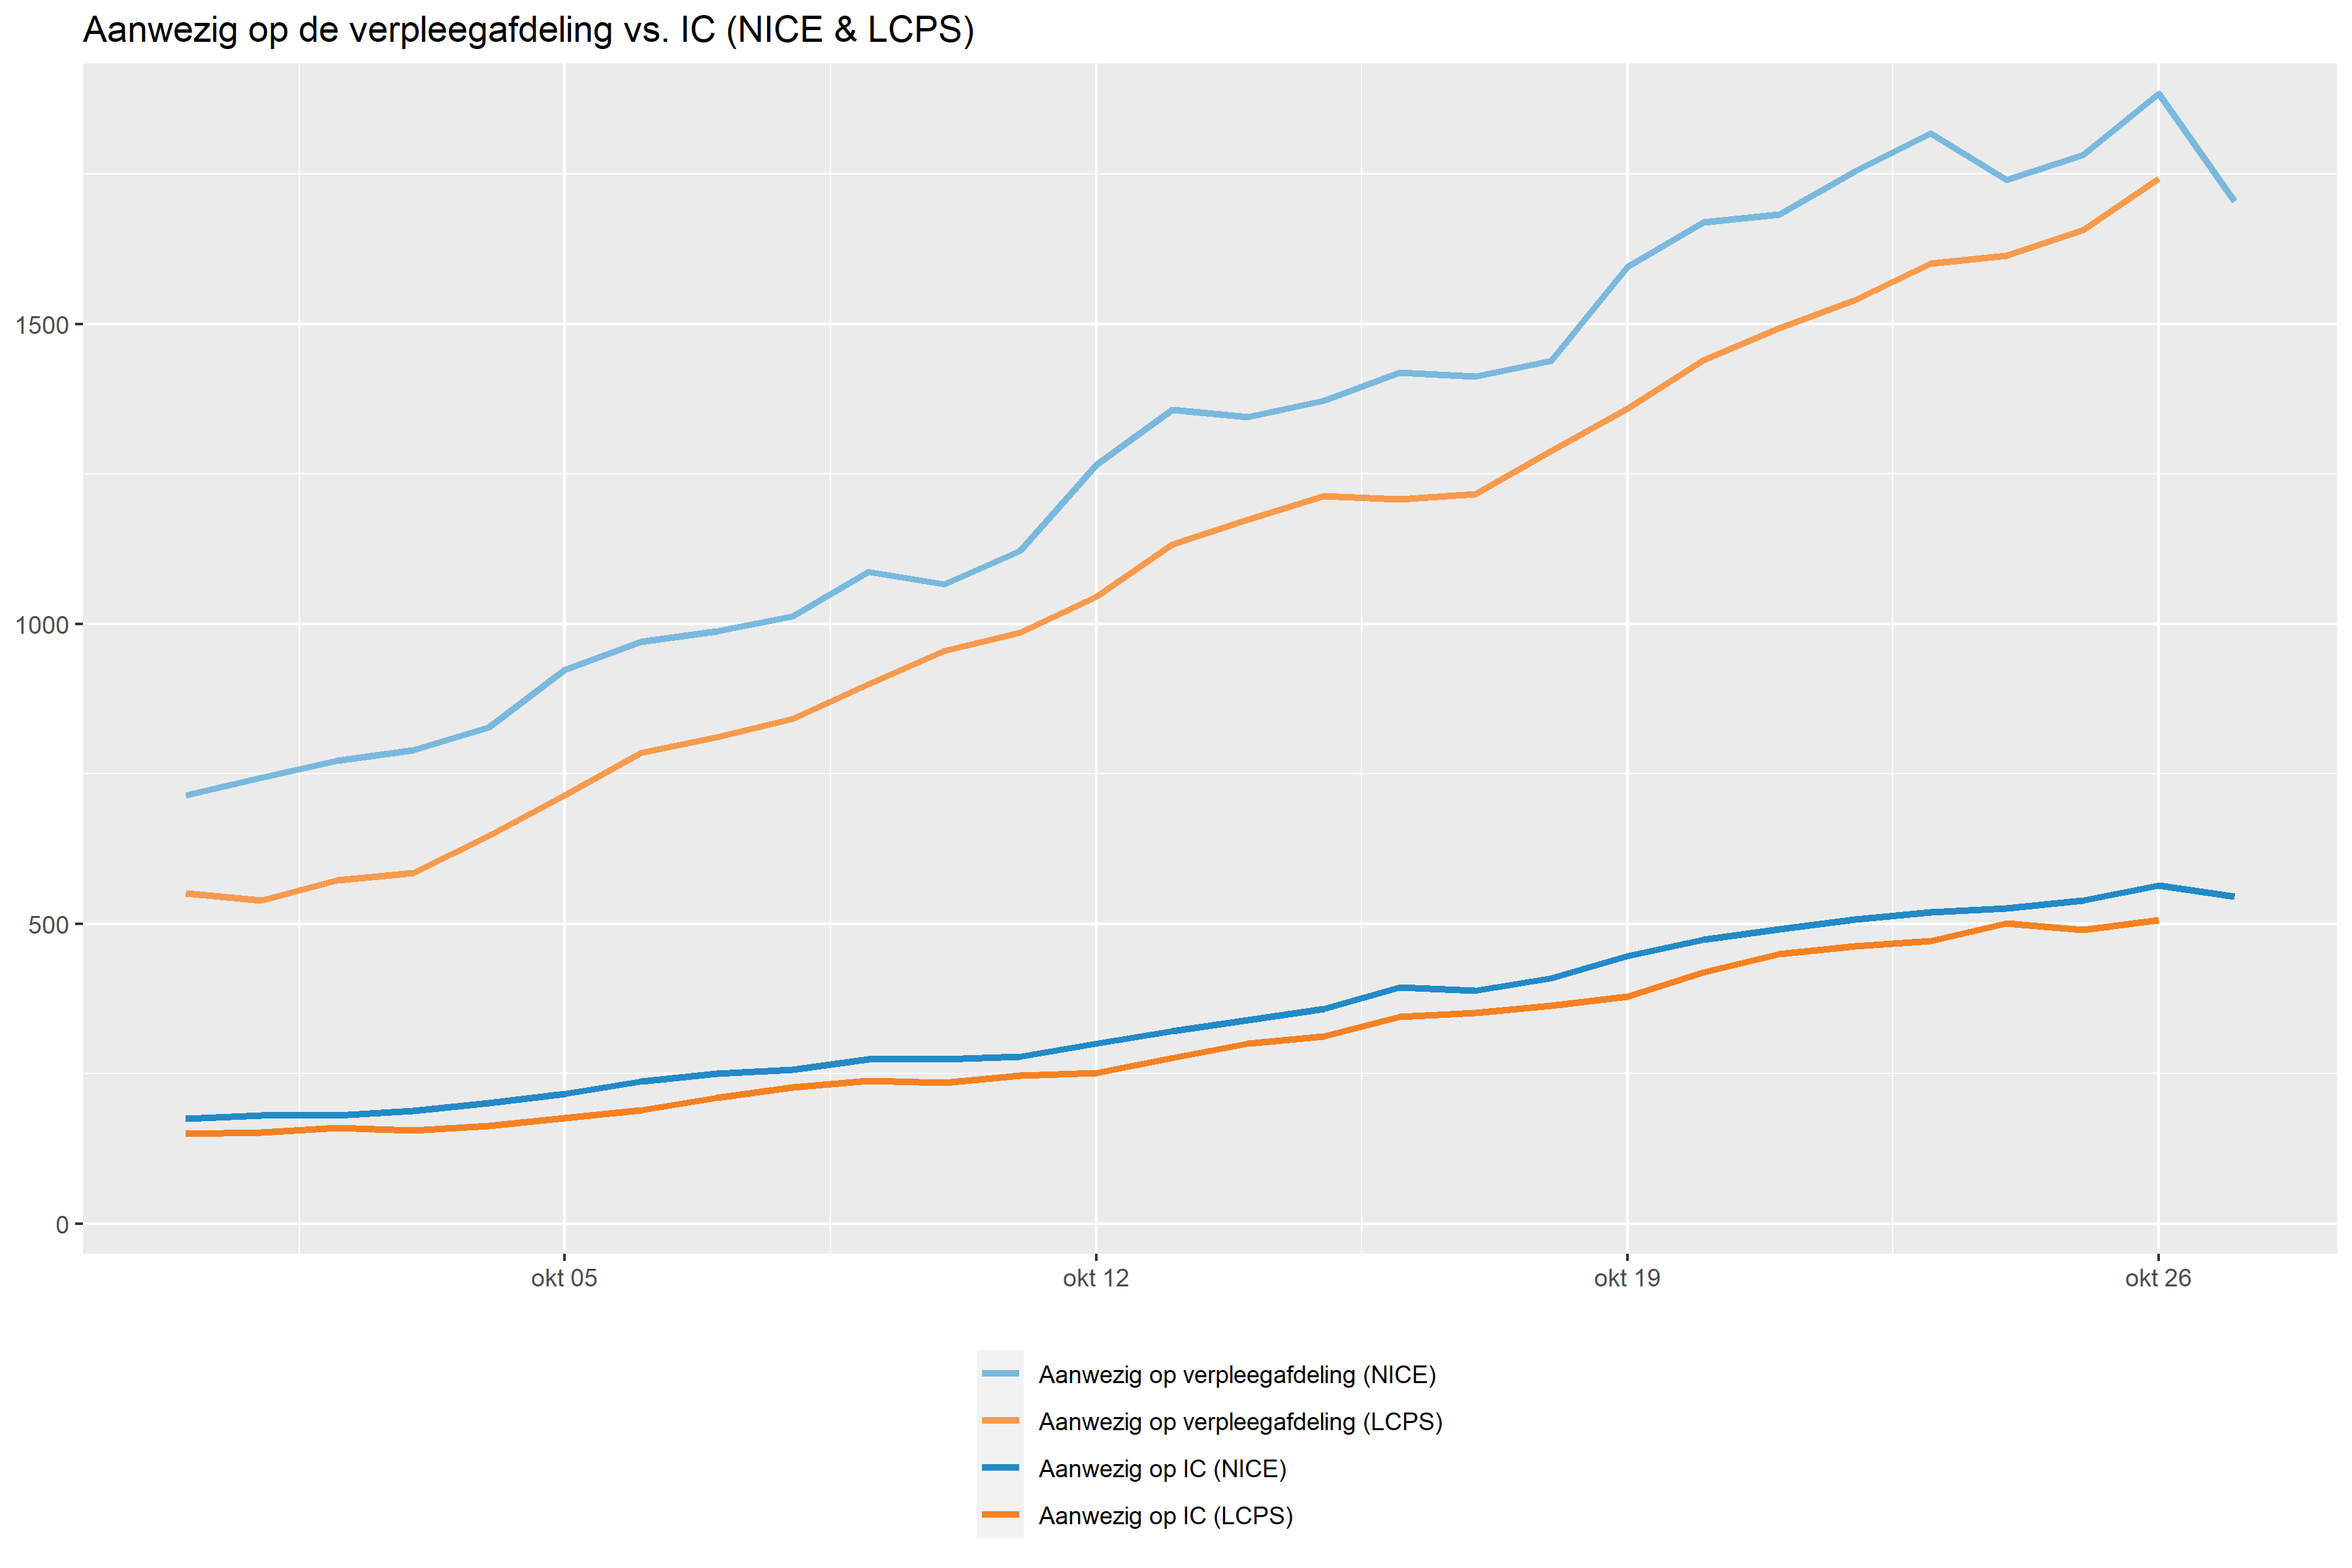 Aanwezig op de verpleegafdeling vs. IC (NICE & LCPS)
1500
1000
500
0
okt 05 okt 12 okt 19 okt 26
Aanwezig op verpleegafdeling (NICE)
Aanwezig op verpleegafdeling (LCPS)
Aanwezig op IC (NICE)
Aanwezig op IC (LCPS)